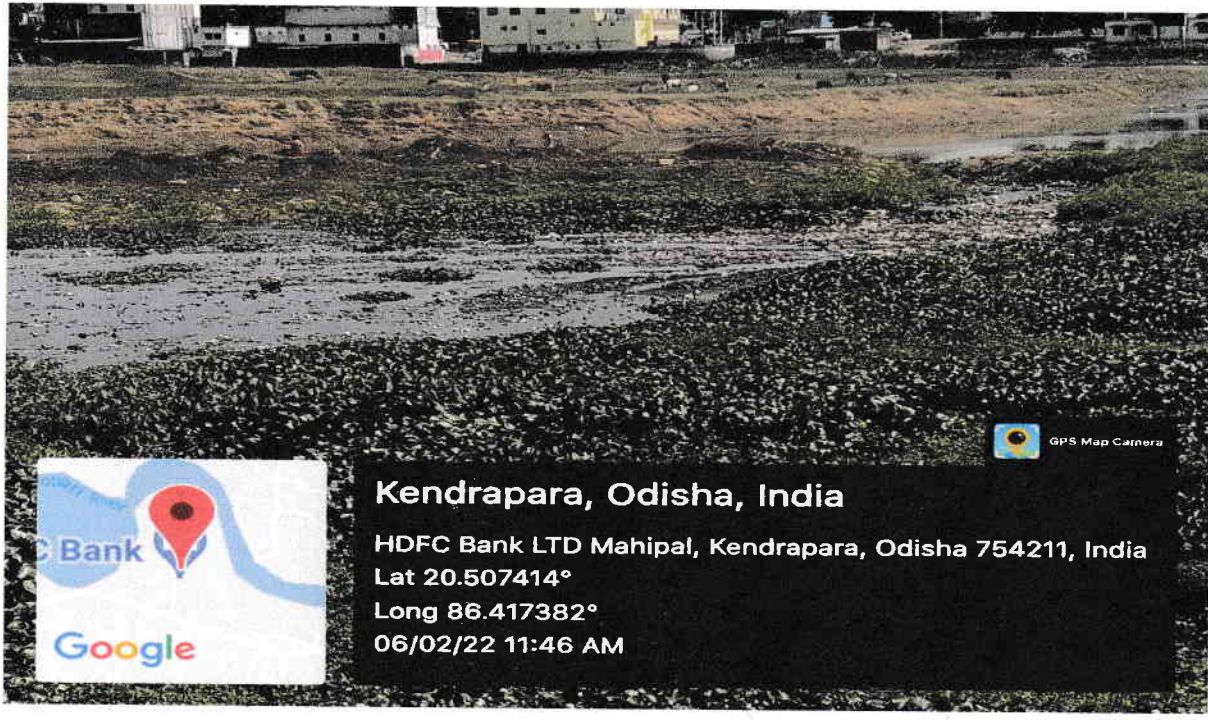 GPS Map Camera
Kendrapara, Odisha, India
HDFC Bank LTD Mahipal, Kendrapara, Odisha 754211, India
Lat 20.507414°
Long 86.417382°
06/02/22 11:46 AM
C Bank
Google